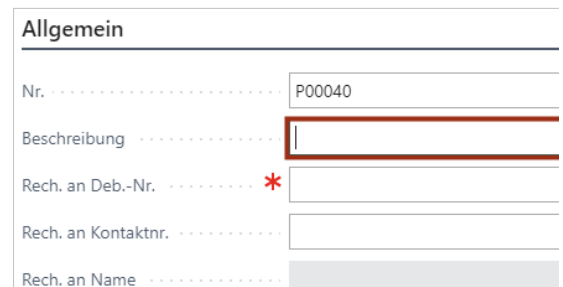 Allgemein
Nr. P00040
Beschreibung
Rech. an Deb.-Nr. *
Rech. an Kontaktnr.
Rech. an Name